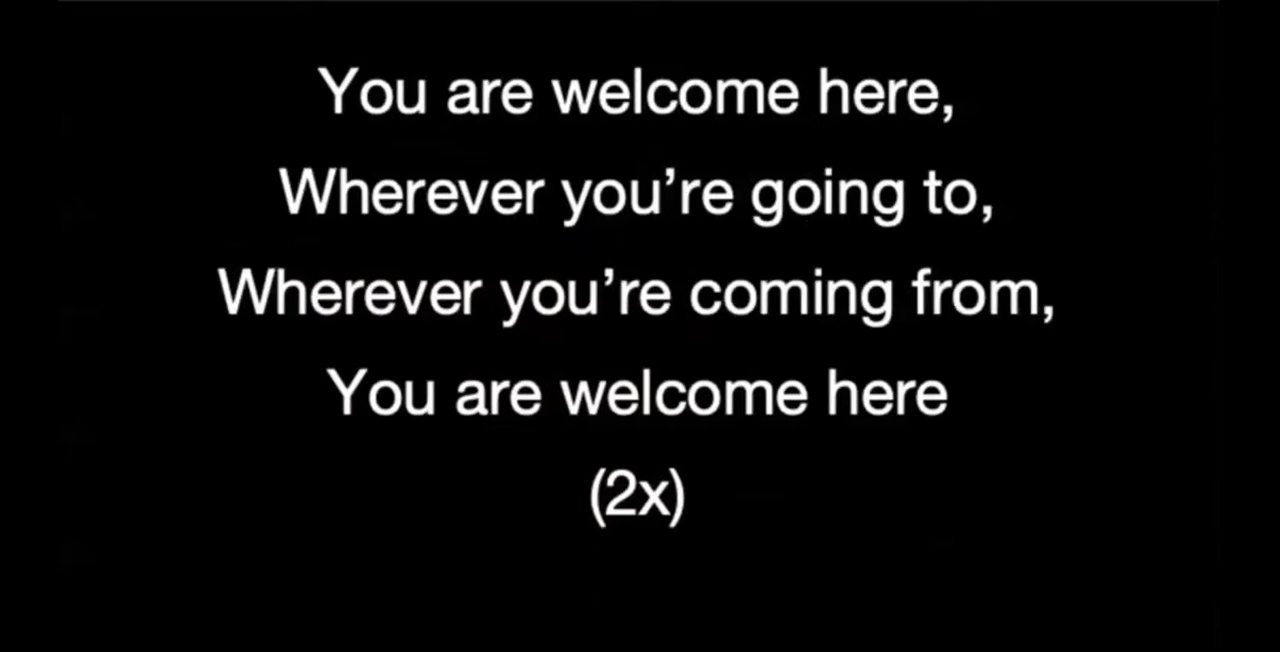 You are welcome here,
Wherever you’re going to,
Wherever you’re coming from,
You are welcome here
(2x)